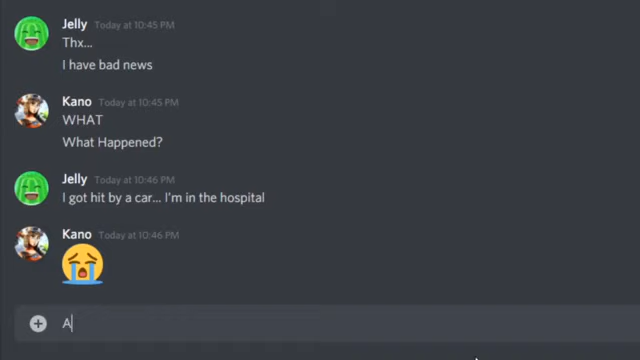 Jelly Today at 10:45 PM
Thx...
I have bad news
Kano Today at 10:45 PM
WHAT
What Happened?
Jelly Today at 10:46 PM
I got hit by a car... I'm in the hospital
Kano Today at 10:46 PM
A